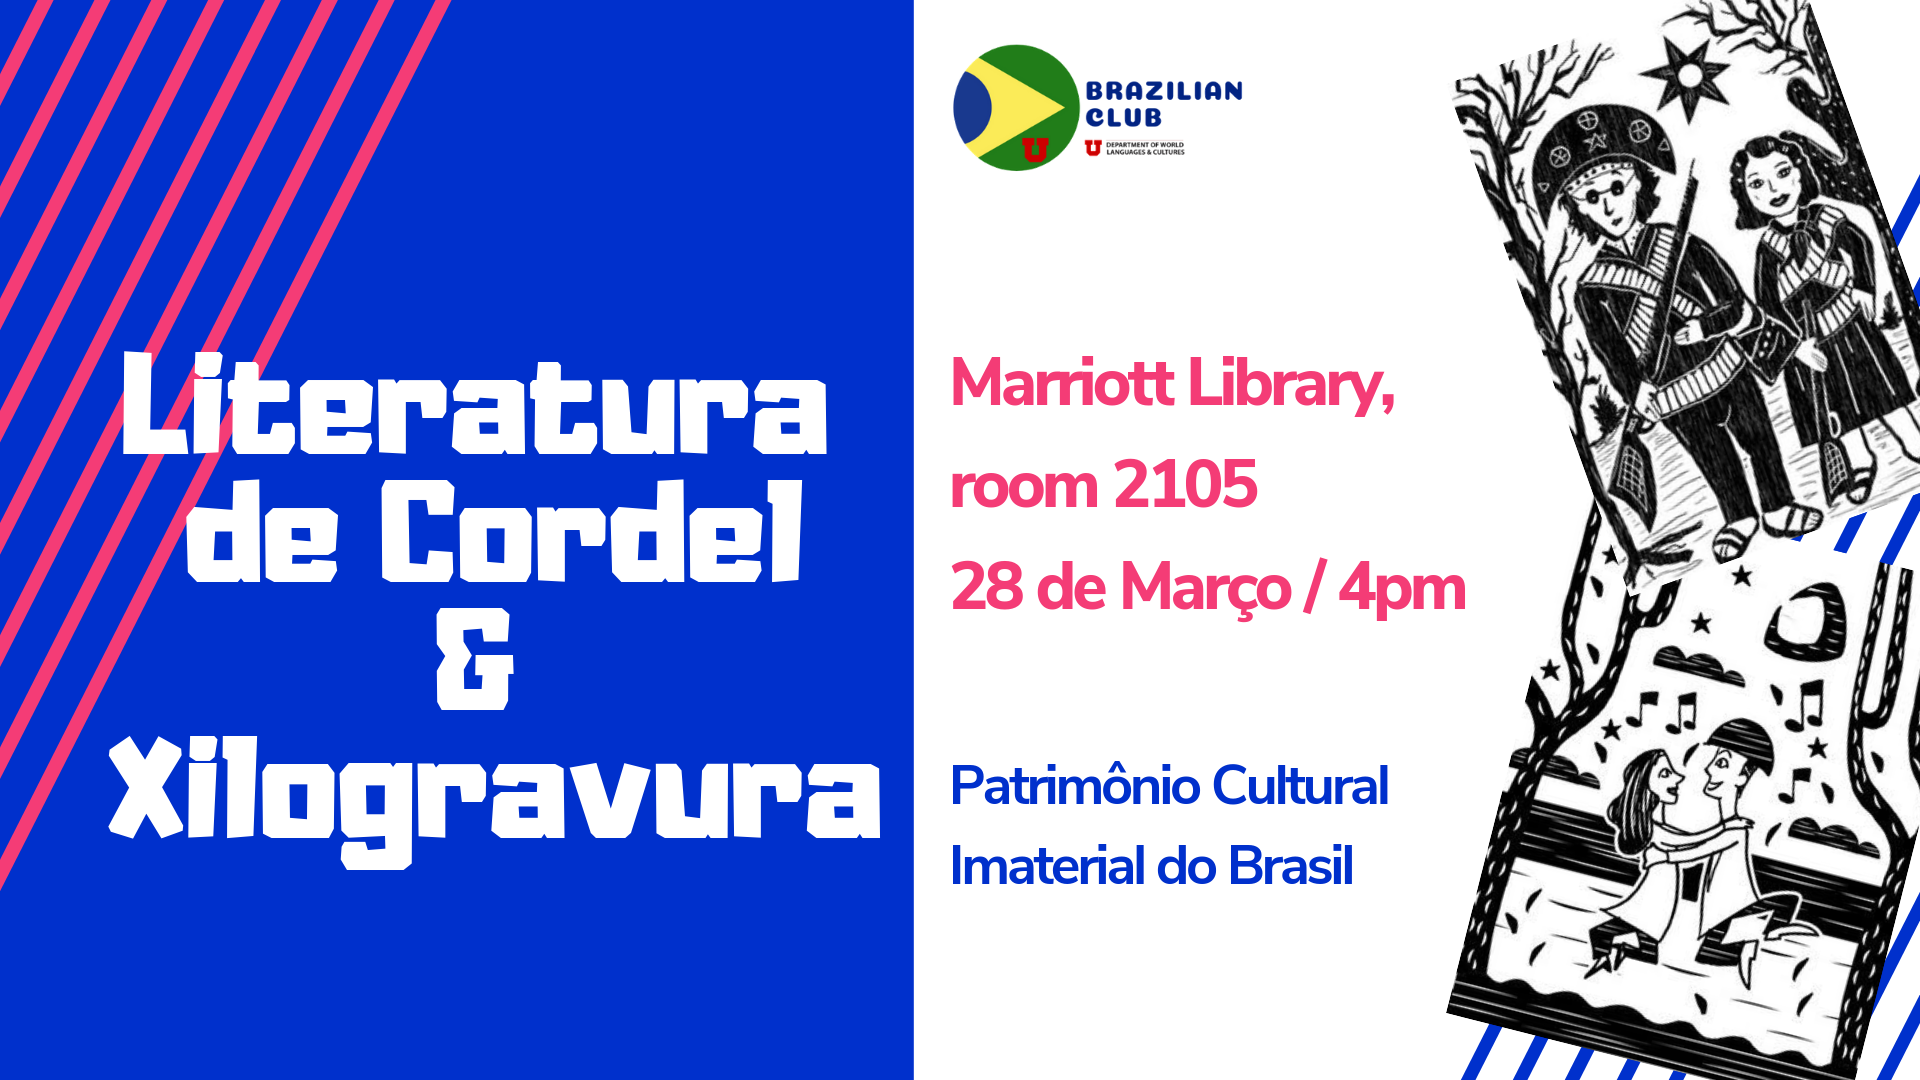 Literatura
de Cordel
&
Xilogravura
BRAZILIAN
CLUB
U
U
DEPARTMENT OF WORLD
LANGUAGES & CULTURES
Marriott Library,
room 2105
28 de Março / 4pm
Patrimônio Cultural
Imaterial do Brasil